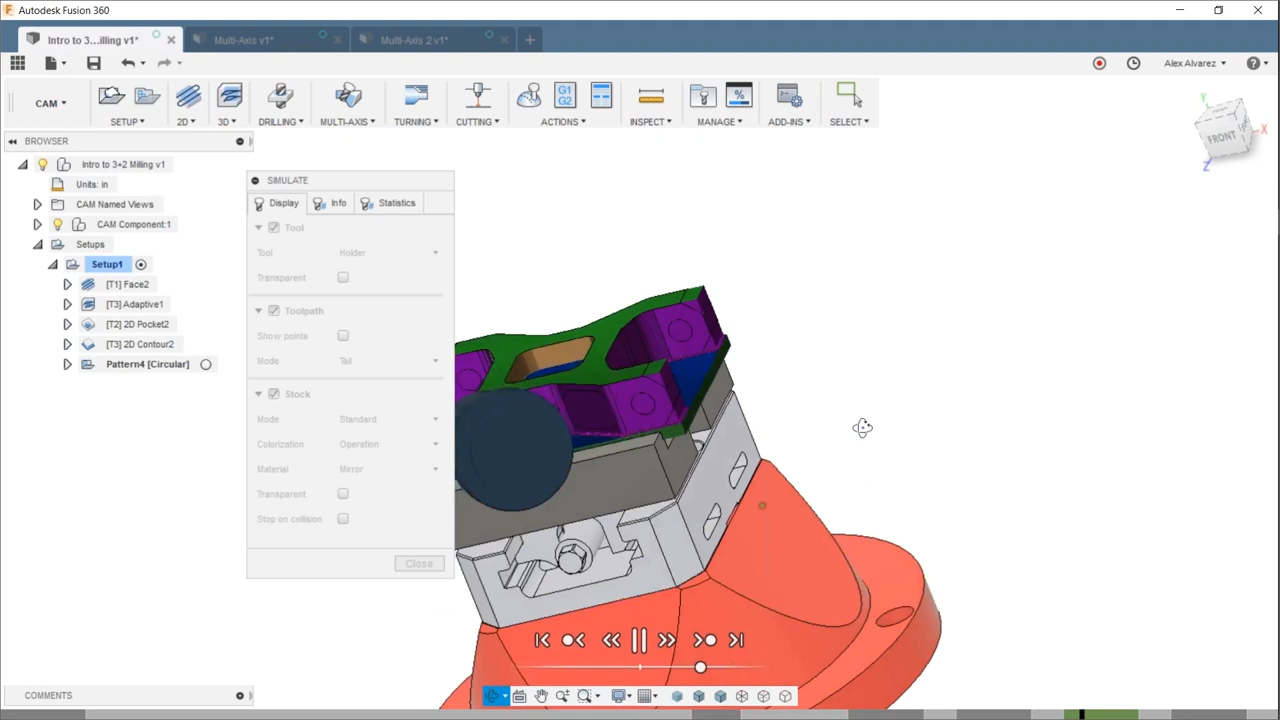 Autodesk Fusion 360
Intro to 3...illing v1*
Multi-Axis v1*
Multi-Axis 2 v1*
Alex Alvarez
CAM
SETUP
2D
3D
DRILLING
MULTI-AXIS
TURNING
CUTTING
G1
G2
ACTIONS
INSPECT
%
MANAGE
ADD-INS
SELECT
Y
FRONT
X
Z
BROWSER
Intro to 3+2 Milling v1
Units: in
CAM Named Views
CAM Component:1
Setups
Setup1
[T1] Face2
[T3] Adaptive1
[T2] 2D Pocket2
[T3] 2D Contour2
Pattern4 [Circular]
SIMULATE
Display
Info
Statistics
Tool
Tool Holder
Transparent
Toolpath
Show points
Mode Tail
Stock
Mode Standard
Colorization Operation
Material Mirror
Transparent
Stop on collision
Close
COMMENTS